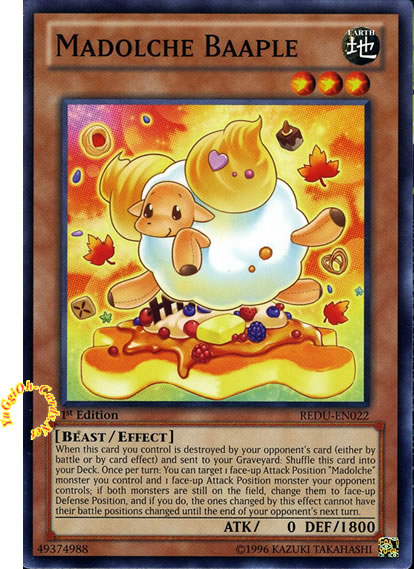 MADOLCHE BAAPLE
EARTH
地
YuGgiOh-Cards.Net
1st Edition
REDU-EN022
[BEAST / EFFECT]
When this card you control is destroyed by your opponent's card (either by
battle or by card effect) and sent to your Graveyard: Shuffle this card into
your Deck. Once per turn: You can target 1 face-up Attack Position "Madolche"
monster you control and 1 face-up Attack Position monster your opponent
controls; if both monsters are still on the field, change them to face-up
Defense Position, and if you do, the ones changed by this effect cannot have
their battle positions changed until the end of your opponent's next turn.
ATK / 0 DEF/1800
49374988
©1996 KAZUKI TAKAHASHI